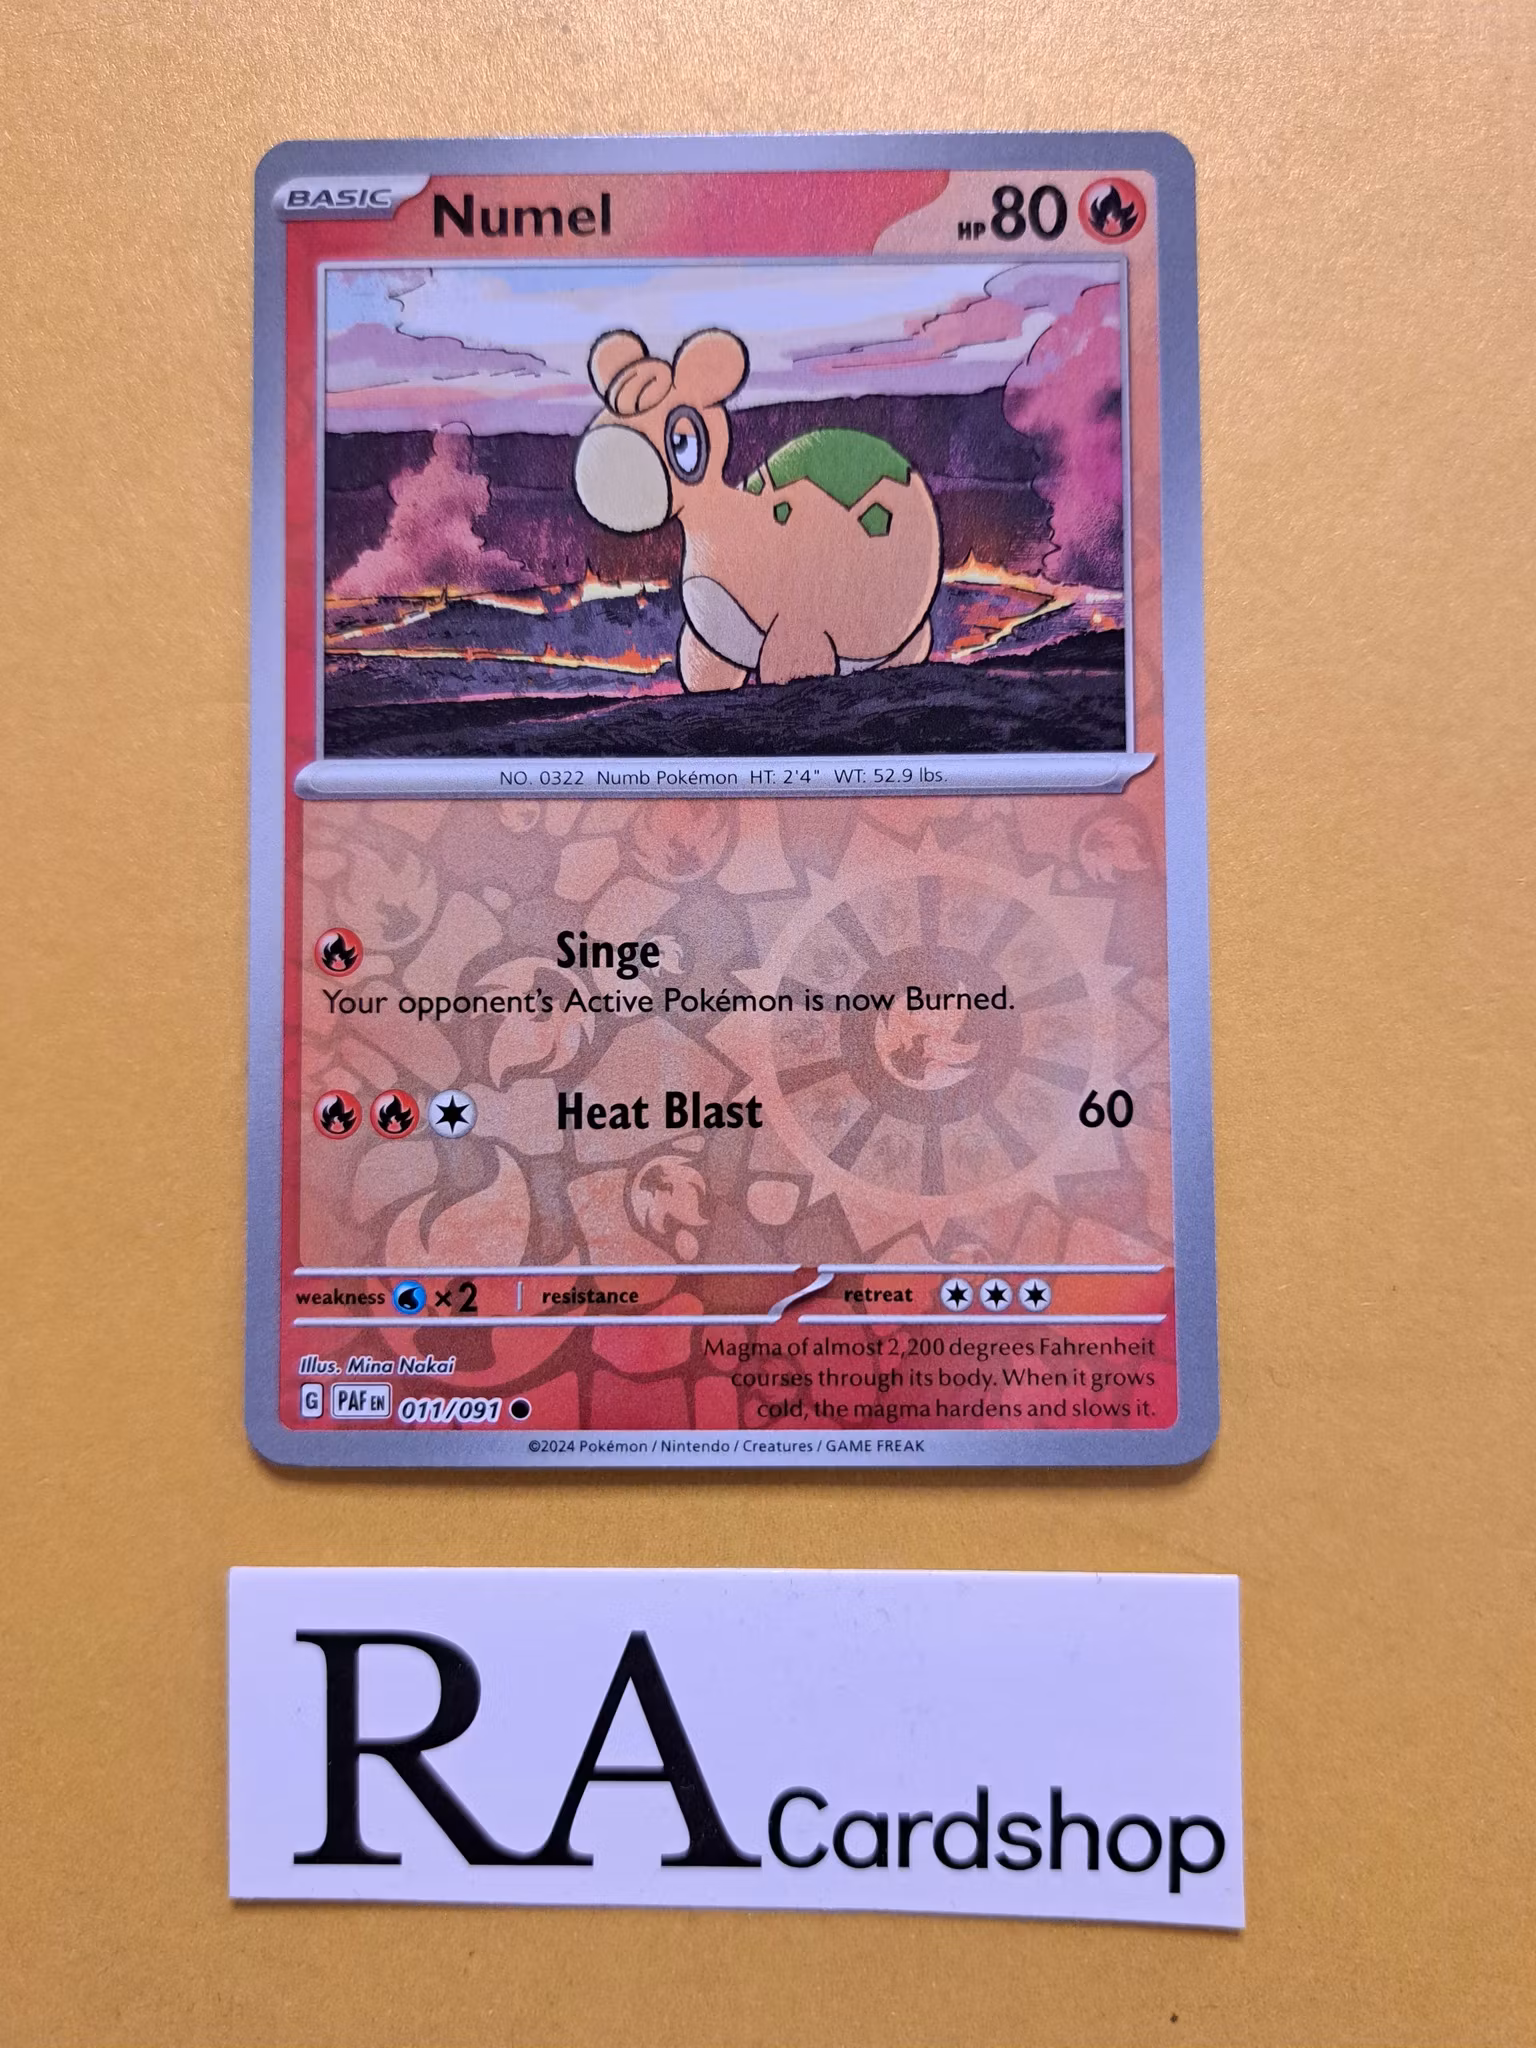 BASIC
Numel
HP 80
NO. 0322 Numb Pokémon HT: 2'4" WT: 52.9 lbs.
Singe
Your opponent's Active Pokémon is now Burned.
Heat Blast 60
weakness ×2 resistance retreat
Illus. Mina Nakai
G PAF EN 011/091
Magma of almost 2,200 degrees Fahrenheit
courses through its body. When it grows
cold, the magma hardens and slows it.
©2024 Pokémon / Nintendo / Creatures / GAME FREAK
RA Cardshop